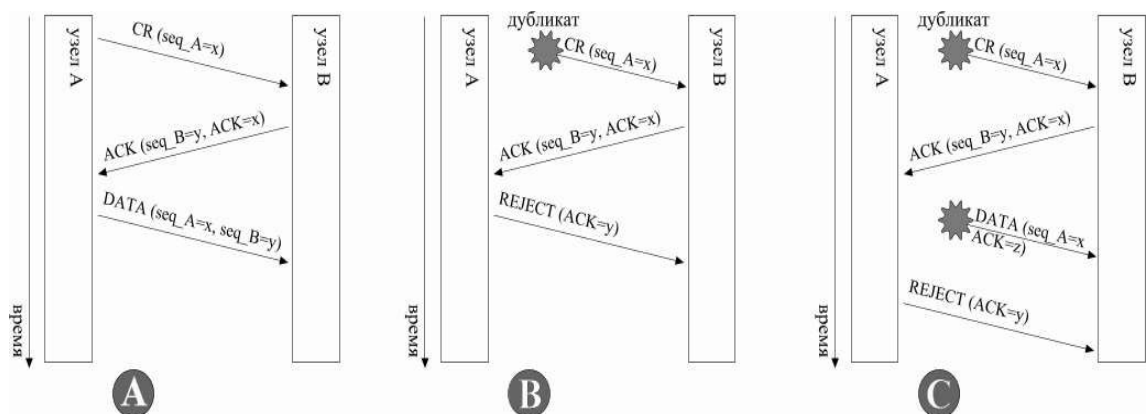 узел A
узел B
CR (seq_A=x)
ACK (seq_B=y, ACK=x)
DATA (seq_A=x, seq_B=y)
время
A
дубликат
узел A
узел B
CR (seq_A=x)
ACK (seq_B=y, ACK=x)
REJECT (ACK=y)
время
B
дубликат
узел A
узел B
CR (seq_A=x)
ACK (seq_B=y, ACK=x)
DATA (seq_A=x
ACK=z)
REJECT (ACK=y)
время
C